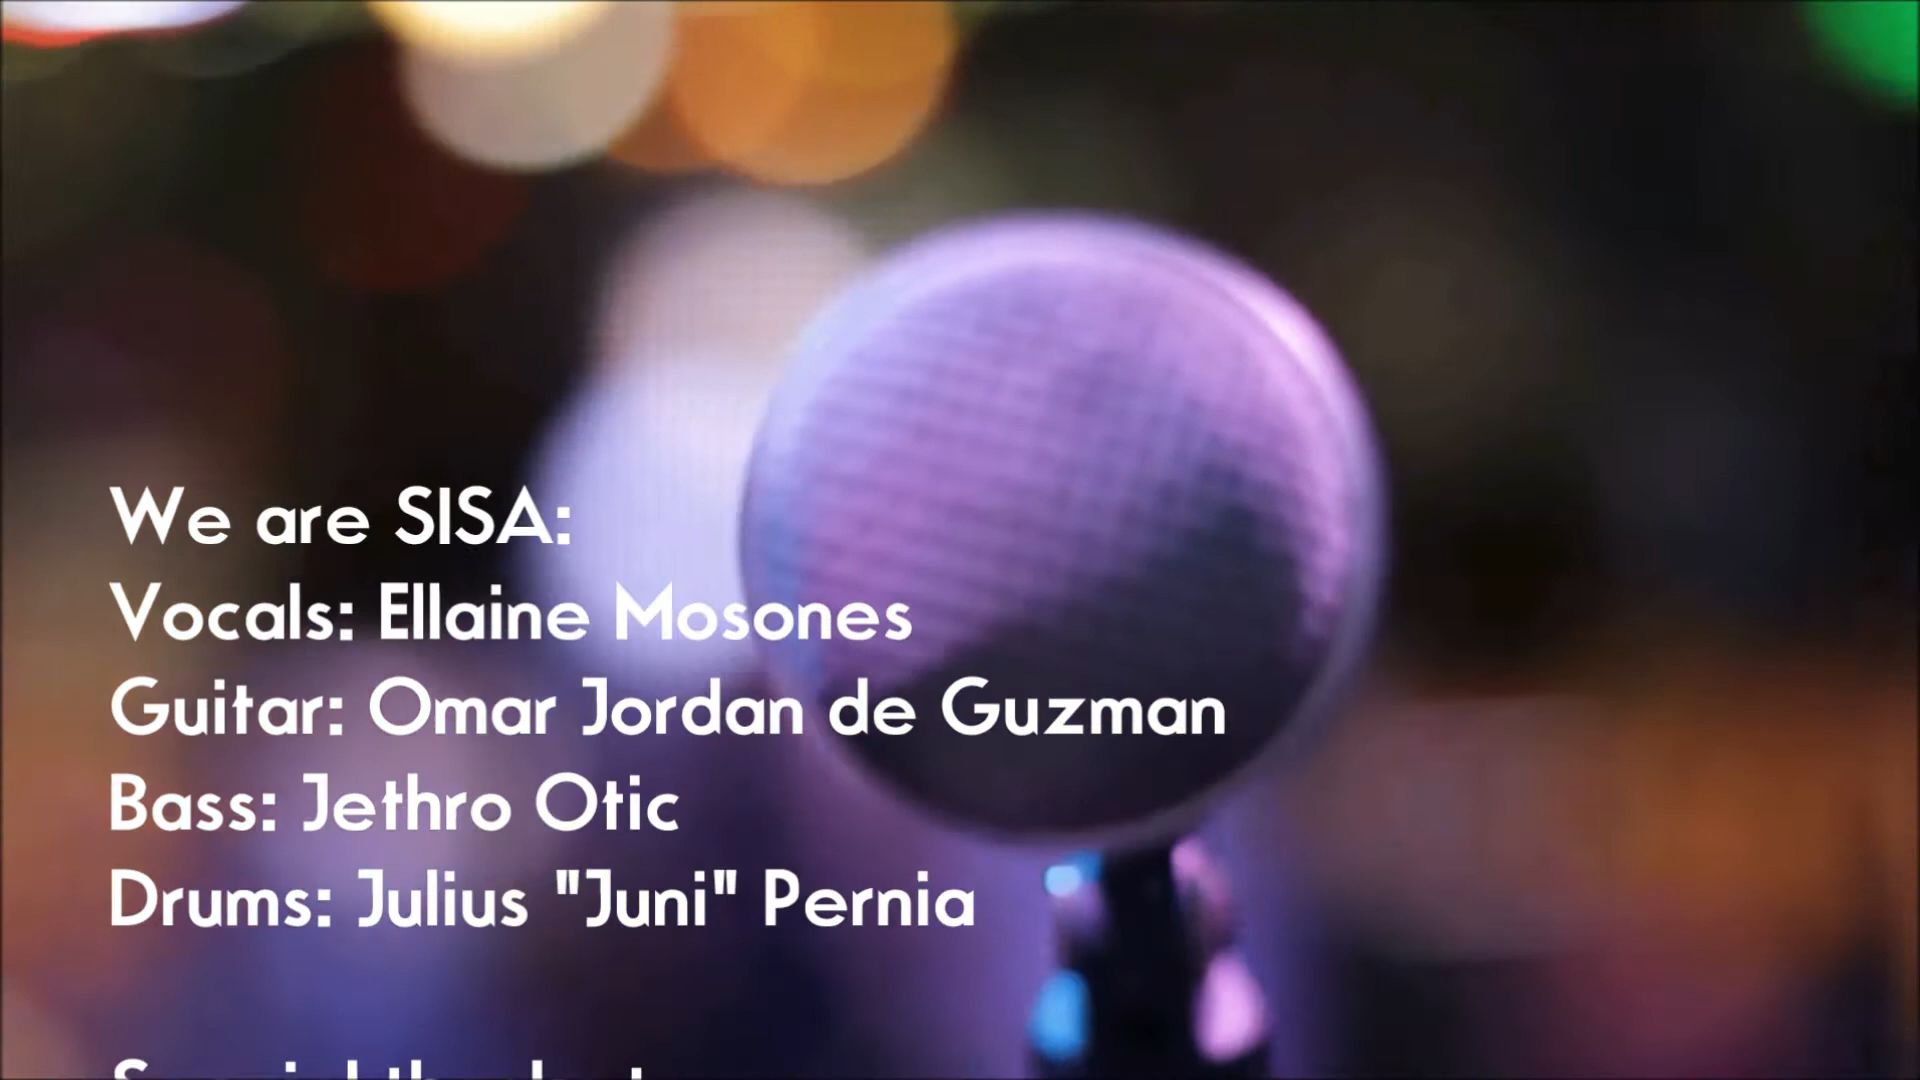 We are SISA:
Vocals: Ellaine Mosones
Guitar: Omar Jordan de Guzman
Bass: Jethro Otic
Drums: Julius "Juni" Pernia